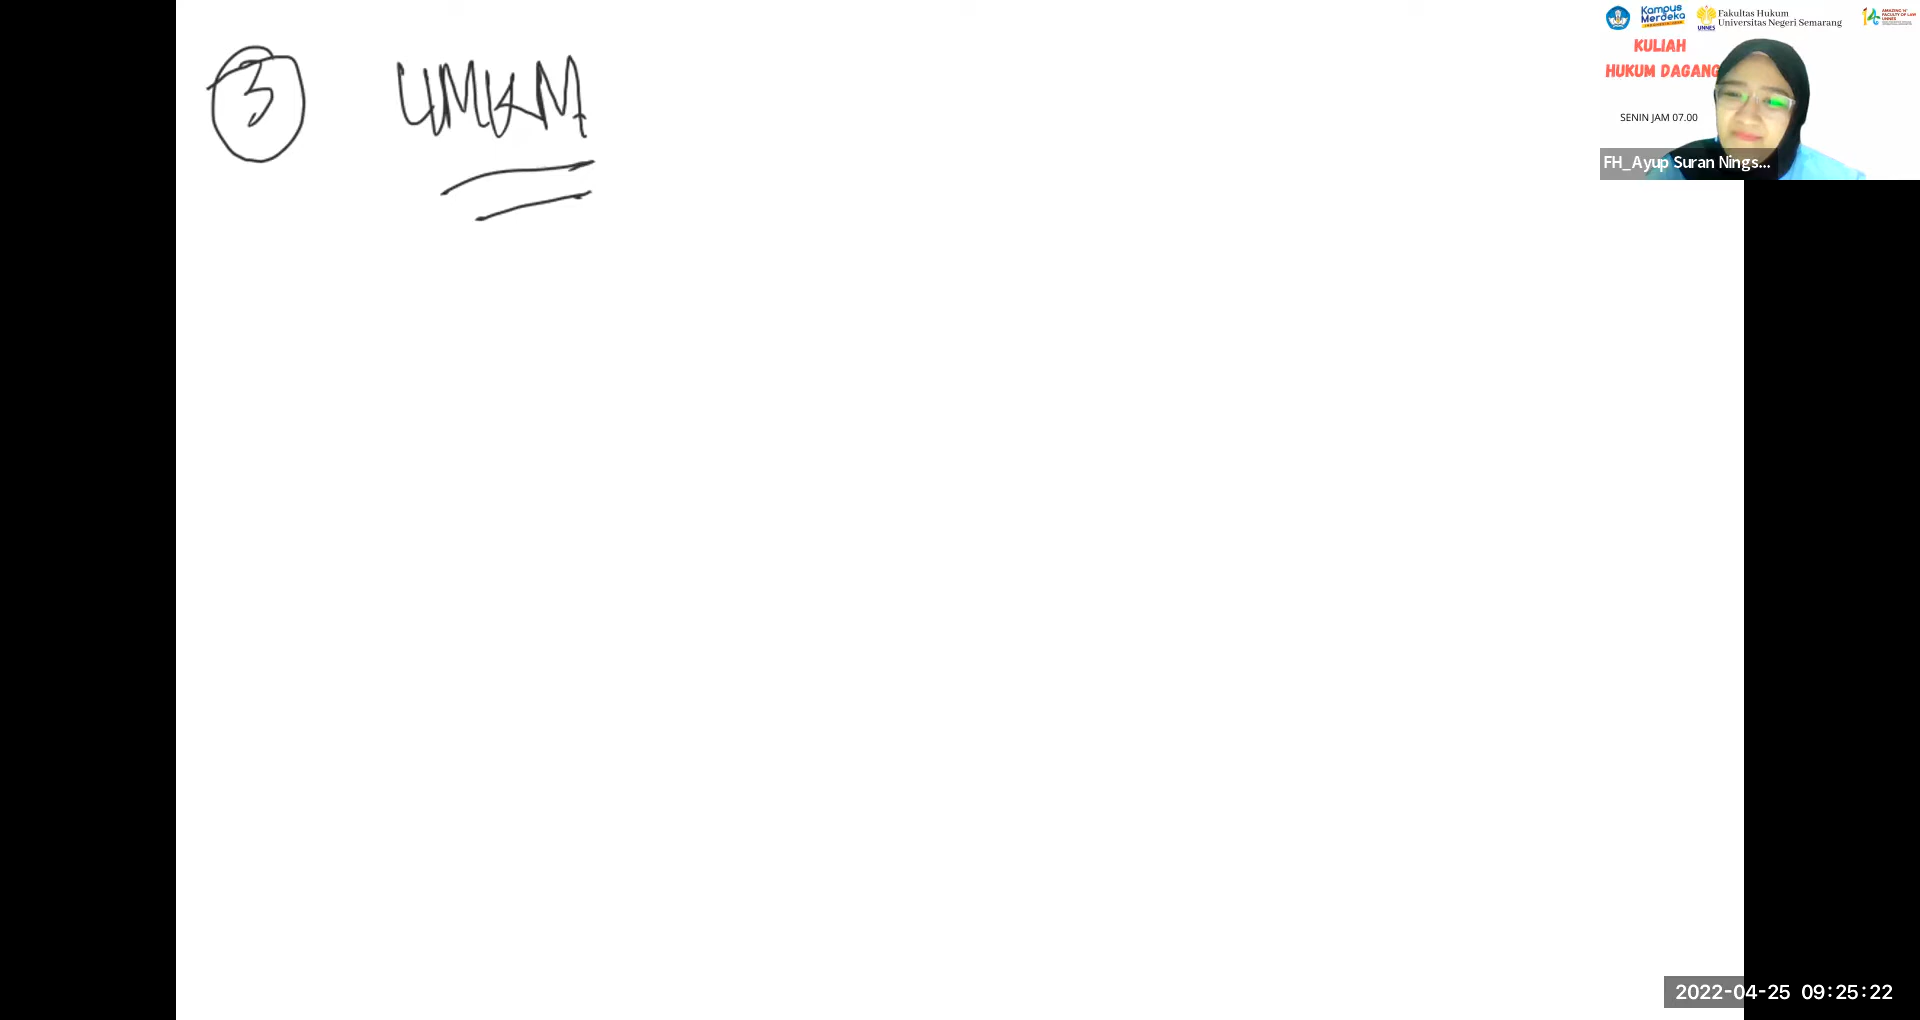 3 UMKM
Kampus
Merdeka
UNNES
Fakultas Hukum
Universitas Negeri Semarang
KULIAH
HUKUM DAGANG
SENIN JAM 07.00
FH_Ayup Suran Nings...
2022-04-25 09:25:22